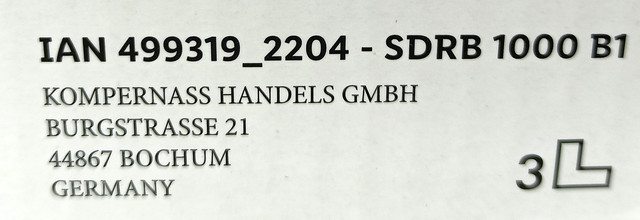 IAN 499319_2204 - SDRB 1000 B1
KOMPERNASS HANDELS GMBH
BURGSTRASSE 21
44867 BOCHUM
GERMANY
3